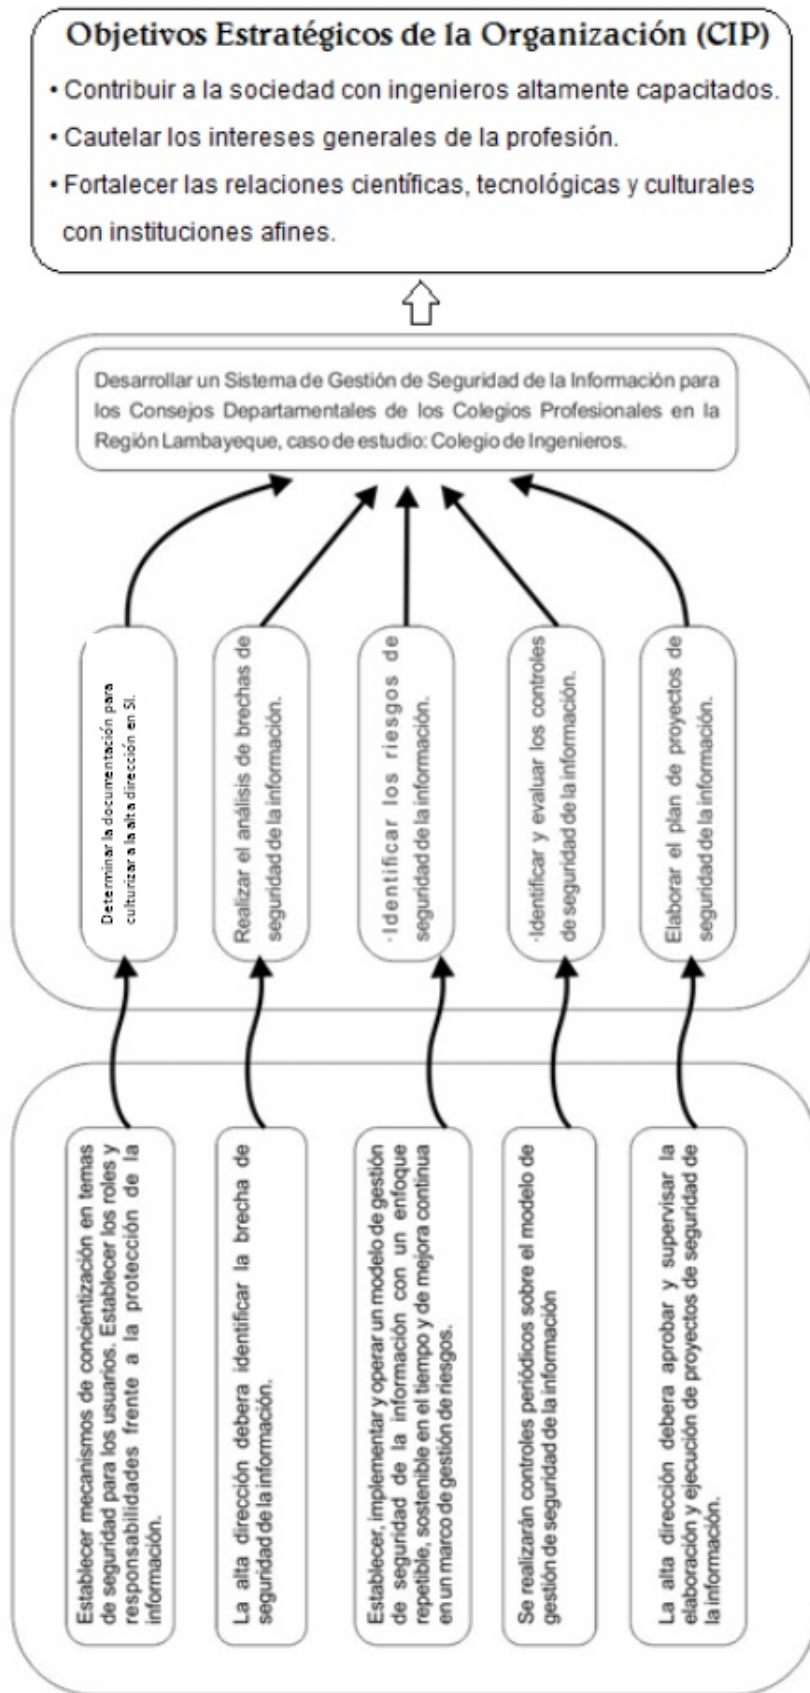 Objetivos Estratégicos de la Organización (CIP)
• Contribuir a la sociedad con ingenieros altamente capacitados.
• Cautelar los intereses generales de la profesión.
• Fortalecer las relaciones científicas, tecnológicas y culturales
con instituciones afines.
Desarrollar un Sistema de Gestión de Seguridad de la Información para
los Consejos Departamentales de los Colegios Profesionales en la
Región Lambayeque, caso de estudio: Colegio de Ingenieros.
Determinar la documentación para
culturizar a la alta dirección en SI.
Realizar el análisis de brechas de
seguridad de la información.
·Identificar los riesgos de
seguridad de la información.
·Identificar y evaluar los controles
de seguridad de la información.
Elaborar el plan de proyectos de
seguridad de la información.
Establecer mecanismos de concientización en temas
de seguridad para los usuarios. Establecer los roles y
responsabilidades frente a la protección de la
información.
La alta dirección debera identificar la brecha de
seguridad de la información.
Establecer, implementar y operar un modelo de gestión
de seguridad de la información con un enfoque
repetible, sostenible en el tiempo y de mejora continua
en un marco de gestión de riesgos.
Se realizarán controles periódicos sobre el modelo de
gestión de seguridad de la información
La alta dirección debera aprobar y supervisar la
elaboración y ejecución de proyectos de seguridad de
la información.